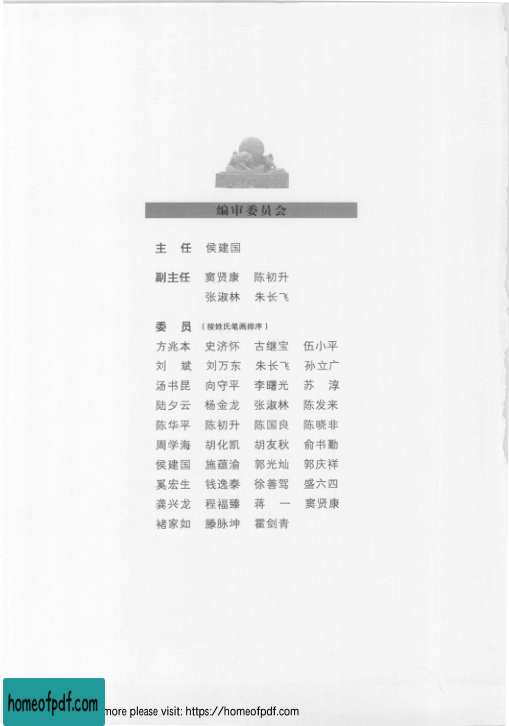 编审委员会
主　任　侯建国
副主任　窦贤康　陈初升
张淑林　朱长飞
委　员　(按姓氏笔画排序)
方兆本　史济怀　古继宝　伍小平
刘　斌　刘万东　朱长飞　孙立广
汤书昆　向守平　李曙光　苏　淳
陆夕云　杨金龙　张淑林　陈发来
陈华平　陈初升　陈国良　陈晓非
周学海　胡化凯　胡友秋　俞书勤
侯建国　施蕴渝　郭光灿　郭庆祥
奚宏生　钱逸泰　徐善驾　盛六四
龚兴龙　程福臻　蒋　一　窦贤康
褚家如　滕脉坤　霍剑青
homeofpdf.com more please visit: https://homeofpdf.com